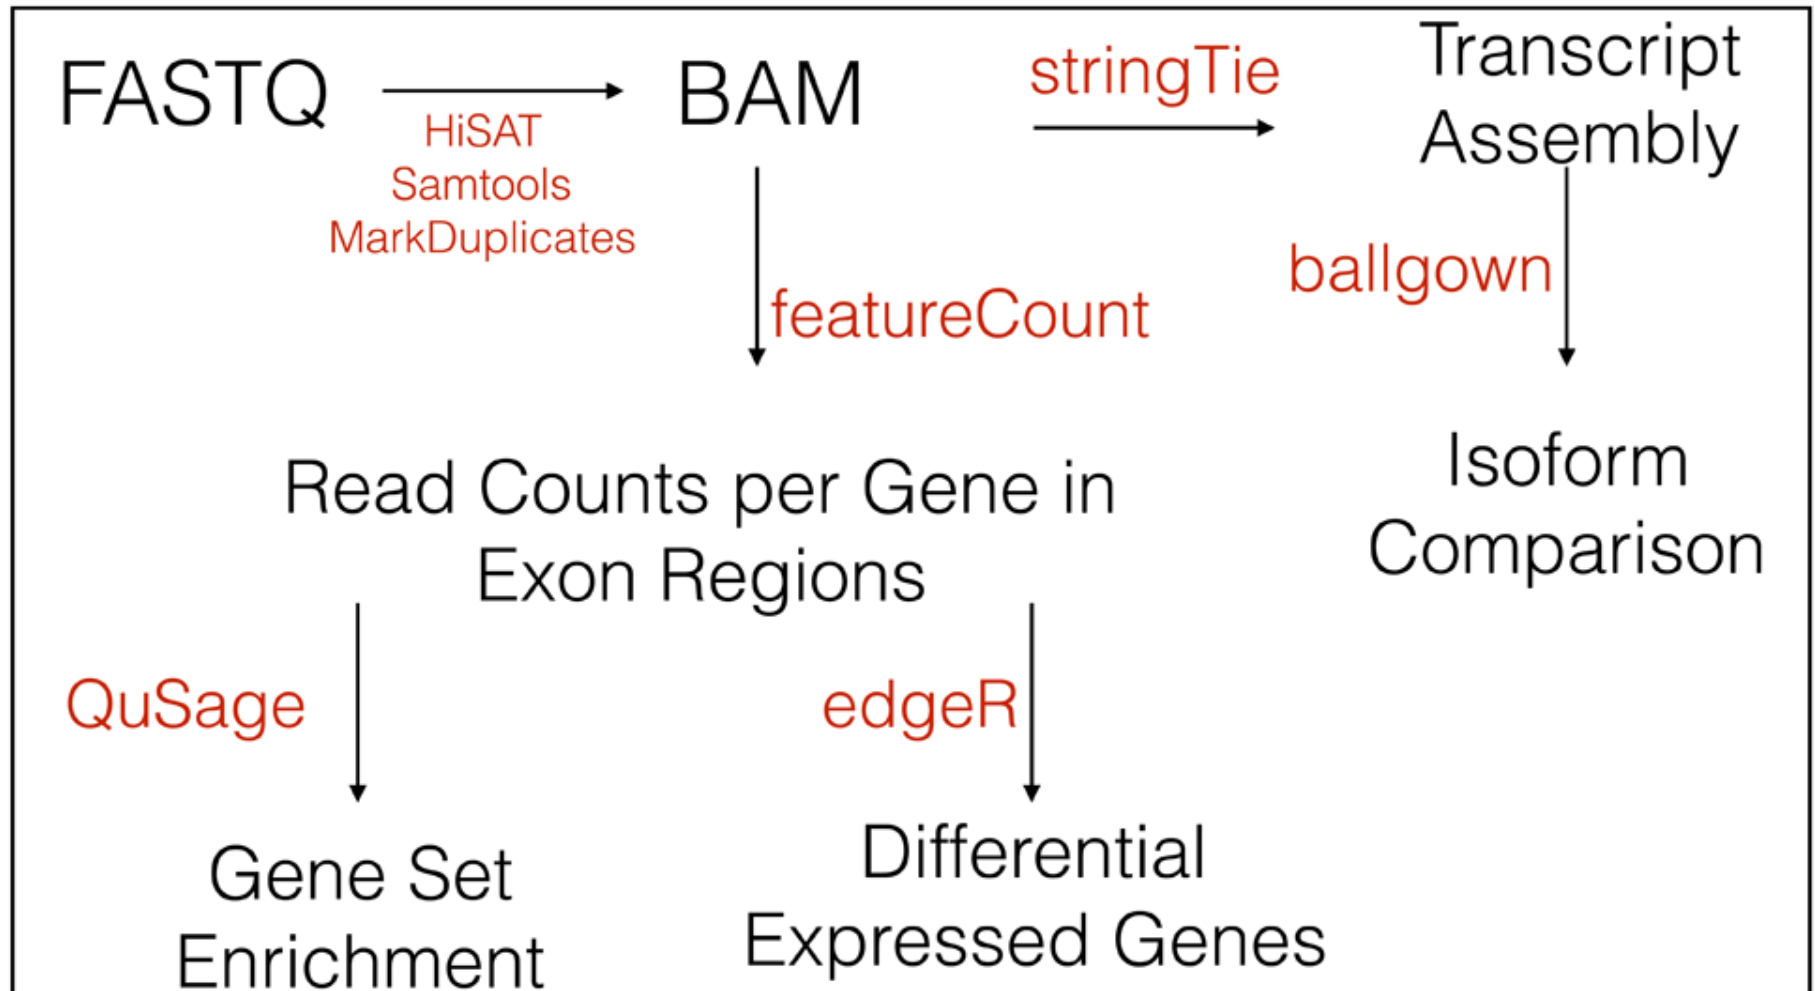 FASTQ
HiSAT
Samtools
MarkDuplicates
BAM
stringTie
Transcript
Assembly
featureCount
ballgown
Read Counts per Gene in
Exon Regions
Isoform
Comparison
QuSage
edgeR
Gene Set
Enrichment
Differential
Expressed Genes